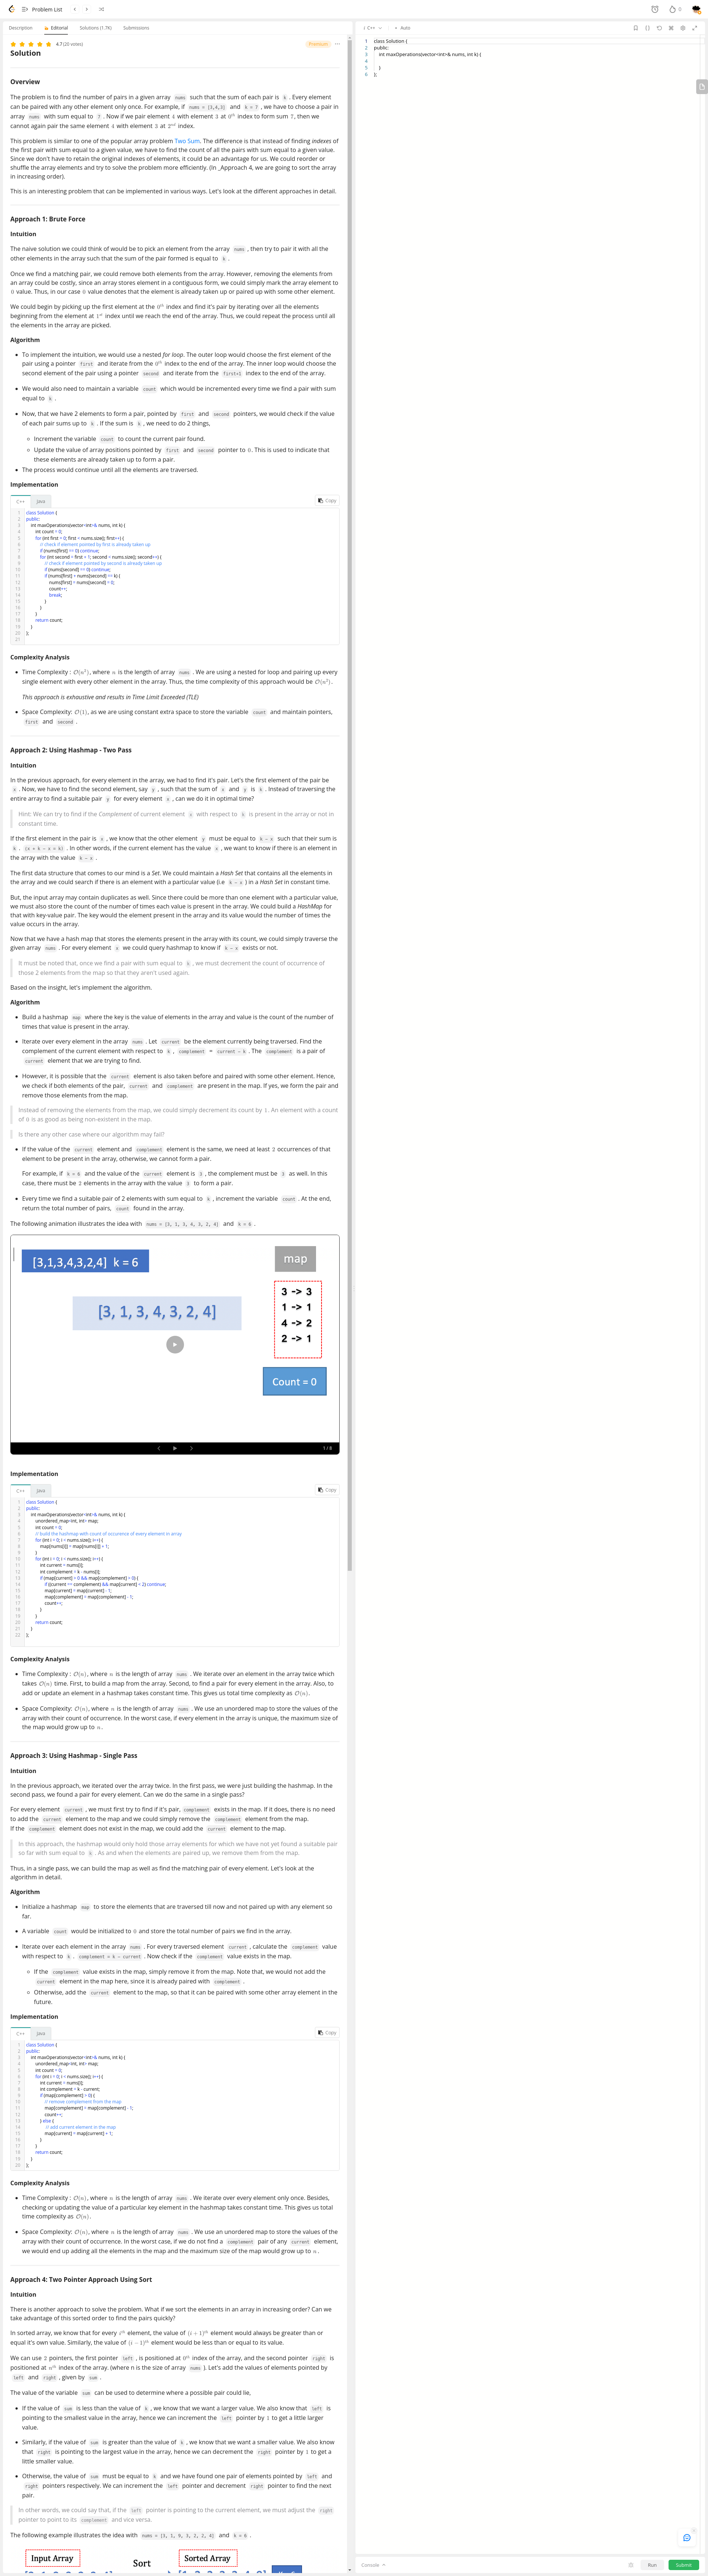 Problem List
0
Description Editorial Solutions (1.7K) Submissions
4.7 (20 votes) Premium
Solution
Overview
The problem is to find the number of pairs in a given array nums such that the sum of each pair is k . Every element
can be paired with any other element only once. For example, if nums = [3,4,3] and k = 7 , we have to choose a pair in
array nums with sum equal to 7 . Now if we pair element 4 with element 3 at 0th index to form sum 7, then we
cannot again pair the same element 4 with element 3 at 2nd index.
This problem is similar to one of the popular array problem Two Sum. The difference is that instead of finding indexes of
the first pair with sum equal to a given value, we have to find the count of all the pairs with sum equal to a given value.
Since we don't have to retain the original indexes of elements, it could be an advantage for us. We could reorder or
shuffle the array elements and try to solve the problem more efficiently. (In _Approach 4, we are going to sort the array
in increasing order).
This is an interesting problem that can be implemented in various ways. Let's look at the different approaches in detail.
Approach 1: Brute Force
Intuition
The naive solution we could think of would be to pick an element from the array nums , then try to pair it with all the
other elements in the array such that the sum of the pair formed is equal to k .
Once we find a matching pair, we could remove both elements from the array. However, removing the elements from
an array could be costly, since an array stores element in a contiguous form, we could simply mark the array element to
0 value. Thus, in our case 0 value denotes that the element is already taken up or paired up with some other element.
We could begin by picking up the first element at the 0th index and find it's pair by iterating over all the elements
beginning from the element at 1st index until we reach the end of the array. Thus, we could repeat the process until all
the elements in the array are picked.
Algorithm
• To implement the intuition, we would use a nested for loop. The outer loop would choose the first element of the
pair using a pointer first and iterate from the 0th index to the end of the array. The inner loop would choose the
second element of the pair using a pointer second and iterate from the first+1 index to the end of the array.
• We would also need to maintain a variable count which would be incremented every time we find a pair with sum
equal to k .
• Now, that we have 2 elements to form a pair, pointed by first and second pointers, we would check if the value
of each pair sums up to k . If the sum is k , we need to do 2 things,
○ Increment the variable count to count the current pair found.
○ Update the value of array positions pointed by first and second pointer to 0. This is used to indicate that
these elements are already taken up to form a pair.
• The process would continue until all the elements are traversed.
Implementation
C++ Java Copy
1 class Solution {
2 public:
3 int maxOperations(vector<int>& nums, int k) {
4 int count = 0;
5 for (int first = 0; first < nums.size(); first++) {
6 // check if element pointed by first is already taken up
7 if (nums[first] == 0) continue;
8 for (int second = first + 1; second < nums.size(); second++) {
9 // check if element pointed by second is already taken up
10 if (nums[second] == 0) continue;
11 if (nums[first] + nums[second] == k) {
12 nums[first] = nums[second] = 0;
13 count++;
14 break;
15 }
16 }
17 }
18 return count;
19 }
20 };
21
Complexity Analysis
• Time Complexity : O(n²), where n is the length of array nums . We are using a nested for loop and pairing up every
single element with every other element in the array. Thus, the time complexity of this approach would be O(n²).
This approach is exhaustive and results in Time Limit Exceeded (TLE)
• Space Complexity: O(1), as we are using constant extra space to store the variable count and maintain pointers,
first and second .
Approach 2: Using Hashmap - Two Pass
Intuition
In the previous approach, for every element in the array, we had to find it's pair. Let's the first element of the pair be
x . Now, we have to find the second element, say y , such that the sum of x and y is k . Instead of traversing the
entire array to find a suitable pair y for every element x , can we do it in optimal time?
Hint: We can try to find if the Complement of current element x with respect to k is present in the array or not in
constant time.
If the first element in the pair is x , we know that the other element y must be equal to k - x such that their sum is
k . (x + k - x = k) . In other words, if the current element has the value x , we want to know if there is an element in
the array with the value k - x .
The first data structure that comes to our mind is a Set. We could maintain a Hash Set that contains all the elements in
the array and we could search if there is an element with a particular value (i.e k - x ) in a Hash Set in constant time.
But, the input array may contain duplicates as well. Since there could be more than one element with a particular value,
we must also store the count of the number of times each value is present in the array. We could build a HashMap for
that with key-value pair. The key would be the element present in the array and its value would be the number of times the
value occurs in the array.
Now that we have a hash map that stores the elements present in the array with its count, we could simply traverse the
given array nums . For every element x we could query hashmap to know if k - x exists or not.
It must be noted that, once we find a pair with sum equal to k , we must decrement the count of occurrence of
those 2 elements from the map so that they aren't used again.
Based on the insight, let's implement the algorithm.
Algorithm
• Build a hashmap map where the key is the value of elements in the array and value is the count of the number of
times that value is present in the array.
• Iterate over every element in the array nums . Let current be the element currently being traversed. Find the
complement of the current element with respect to k , complement = current - k . The complement is a pair of
current element that we are trying to find.
• However, it is possible that the current element is also taken before and paired with some other element. Hence,
we check if both elements of the pair, current and complement are present in the map. If yes, we form the pair and
remove those elements from the map.
Instead of removing the elements from the map, we could simply decrement its count by 1. An element with a count
of 0 is as good as being non-existent in the map.
Is there any other case where our algorithm may fail?
• If the value of the current element and complement element is the same, we need at least 2 occurrences of that
element to be present in the array, otherwise, we cannot form a pair.
For example, if k = 6 and the value of the current element is 3 , the complement must be 3 as well. In this
case, there must be 2 elements in the array with the value 3 to form a pair.
• Every time we find a suitable pair of 2 elements with sum equal to k , increment the variable count . At the end,
return the total number of pairs, count found in the array.
The following animation illustrates the idea with nums = [3, 1, 3, 4, 3, 2, 4] and k = 6 .
[3,1,3,4,3,2,4] k = 6
map
[3, 1, 3, 4, 3, 2, 4]
3 -> 3
1 -> 1
4 -> 2
2 -> 1
Count = 0
1 / 8
Implementation
C++ Java Copy
1 class Solution {
2 public:
3 int maxOperations(vector<int>& nums, int k) {
4 unordered_map<int, int> map;
5 int count = 0;
6 // build the hashmap with count of occurence of every element in array
7 for (int i = 0; i < nums.size(); i++) {
8 map[nums[i]] = map[nums[i]] + 1;
9 }
10 for (int i = 0; i < nums.size(); i++) {
11 int current = nums[i];
12 int complement = k - nums[i];
13 if (map[current] > 0 && map[complement] > 0) {
14 if ((current == complement) && map[current] < 2) continue;
15 map[current] = map[current] - 1;
16 map[complement] = map[complement] - 1;
17 count++;
18 }
19 }
20 return count;
21 }
22 };
Complexity Analysis
• Time Complexity : O(n), where n is the length of array nums . We iterate over an element in the array twice which
takes O(n) time. First, to build a map from the array. Second, to find a pair for every element in the array. Also, to
add or update an element in a hashmap takes constant time. This gives us total time complexity as O(n).
• Space Complexity: O(n), where n is the length of array nums . We use an unordered map to store the values of the
array with their count of occurrence. In the worst case, if every element in the array is unique, the maximum size of
the map would grow up to n.
Approach 3: Using Hashmap - Single Pass
Intuition
In the previous approach, we iterated over the array twice. In the first pass, we were just building the hashmap. In the
second pass, we found a pair for every element. Can we do the same in a single pass?
For every element current , we must first try to find if it's pair, complement exists in the map. If it does, there is no need
to add the current element to the map and we could simply remove the complement element from the map.
If the complement element does not exist in the map, we could add the current element to the map.
In this approach, the hashmap would only hold those array elements for which we have not yet found a suitable pair
so far with sum equal to k . As and when the elements are paired up, we remove them from the map.
Thus, in a single pass, we can build the map as well as find the matching pair of every element. Let's look at the
algorithm in detail.
Algorithm
• Initialize a hashmap map to store the elements that are traversed till now and not paired up with any element so
far.
• A variable count would be initialized to 0 and store the total number of pairs we find in the array.
• Iterate over each element in the array nums . For every traversed element current , calculate the complement value
with respect to k . complement = k - current . Now check if the complement value exists in the map.
○ If the complement value exists in the map, simply remove it from the map. Note that, we would not add the
current element in the map here, since it is already paired with complement .
○ Otherwise, add the current element to the map, so that it can be paired with some other array element in the
future.
Implementation
C++ Java Copy
1 class Solution {
2 public:
3 int maxOperations(vector<int>& nums, int k) {
4 unordered_map<int, int> map;
5 int count = 0;
6 for (int i = 0; i < nums.size(); i++) {
7 int current = nums[i];
8 int complement = k - current;
9 if (map[complement] > 0) {
10 // remove complement from the map
11 map[complement] = map[complement] - 1;
12 count++;
13 } else {
14 // add current element in the map
15 map[current] = map[current] + 1;
16 }
17 }
18 return count;
19 }
20 };
Complexity Analysis
• Time Complexity : O(n), where n is the length of array nums . We iterate over every element only once. Besides,
checking or updating the value of a particular key element in the hashmap takes constant time. This gives us total
time complexity as O(n).
• Space Complexity: O(n), where n is the length of array nums . We use an unordered map to store the values of the
array with their count of occurrence. In the worst case, if we do not find a complement pair of any current element,
we would end up adding all the elements in the map and the maximum size of the map would grow up to n .
Approach 4: Two Pointer Approach Using Sort
Intuition
There is another approach to solve the problem. What if we sort the elements in an array in increasing order? Can we
take advantage of this sorted order to find the pairs quickly?
In sorted array, we know that for every ith element, the value of (i + 1)th element would always be greater than or
equal it's own value. Similarly, the value of (i − 1)th element would be less than or equal to its value.
We can use 2 pointers, the first pointer left , is positioned at 0th index of the array, and the second pointer right is
positioned at nth index of the array. (where n is the size of array nums ). Let's add the values of elements pointed by
left and right , given by sum .
The value of the variable sum can be used to determine where a possible pair could lie,
• If the value of sum is less than the value of k , we know that we want a larger value. We also know that left is
pointing to the smallest value in the array, hence we can increment the left pointer by 1 to get a little larger
value.
• Similarly, if the value of sum is greater than the value of k , we know that we want a smaller value. We also know
that right is pointing to the largest value in the array, hence we can decrement the right pointer by 1 to get a
little smaller value.
• Otherwise, the value of sum must be equal to k and we have found one pair of elements pointed by left and
right pointers respectively. We can increment the left pointer and decrement right pointer to find the next
pair.
In other words, we could say that, if the left pointer is pointing to the current element, we must adjust the right
pointer to point to its complement and vice versa.
The following example illustrates the idea with nums = [3, 1, 9, 3, 2, 2, 4] and k = 6 .
Input Array
Sort
Sorted Array
C++ Auto
1 class Solution {
2 public:
3 int maxOperations(vector<int>& nums, int k) {
4
5 }
6 };
Console Run Submit